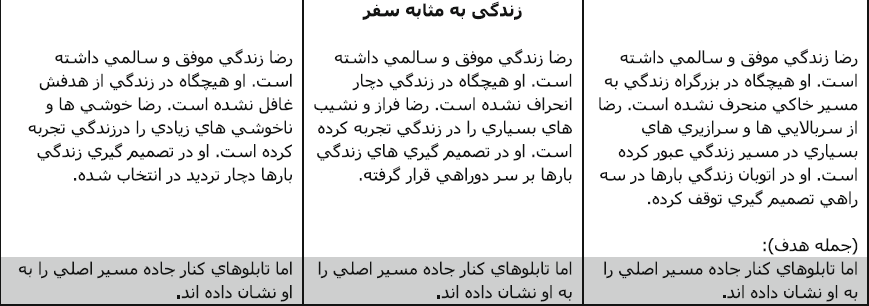 زندگی به مثابه سفر
رضا زندگي موفق و سالمي داشته
است. او هيچگاه در بزرگراه زندگي به
مسير خاكي منحرف نشده است. رضا
از سربالايي ها و سرازيري هاي
بسياري در مسير زندگي عبور كرده
است. او در اتوبان زندگي بارها در سه
راهي تصميم گيري توقف كرده.
(جمله هدف):
اما تابلوهاي كنار جاده مسير اصلي را
به او نشان داده اند.
رضا زندگي موفق و سالمي داشته
است. او هيچگاه در زندگي دچار
انحراف نشده است. رضا فراز و نشيب
هاي بسياري را در زندگي تجربه كرده
است. او در تصميم گيري هاي زندگي
بارها بر سر دوراهي قرار گرفته.
اما تابلوهاي كنار جاده مسير اصلي را
به او نشان داده اند.
رضا زندگي موفق و سالمي داشته
است. او هيچگاه در زندگي از هدفش
غافل نشده است. رضا خوشي ها و
ناخوشي هاي زيادي را درزندگي تجربه
كرده است. او در تصميم گيري زندگي
بارها دچار ترديد در انتخاب شده.
اما تابلوهاي كنار جاده مسير اصلي را به
او نشان داده اند.